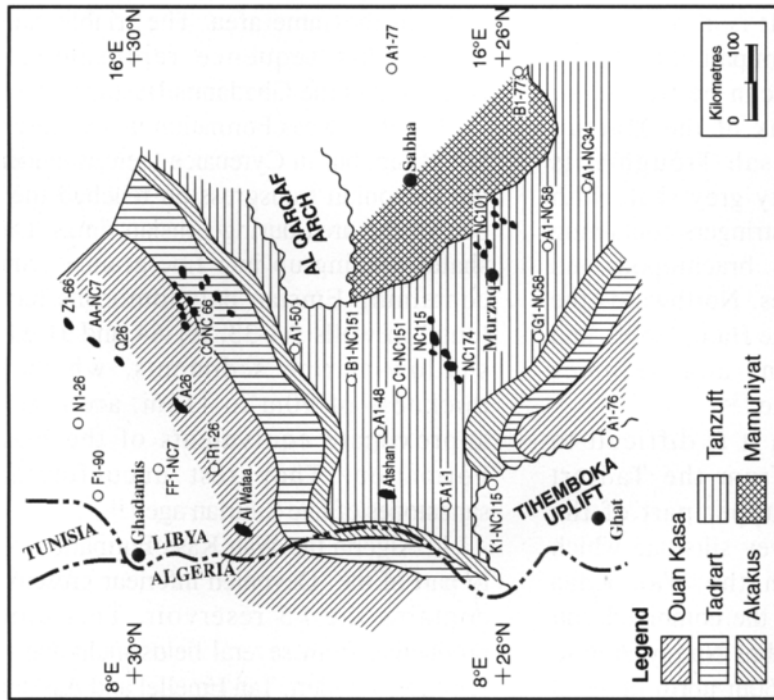 16°E
30°N
16°E
26°N
8°E
30°N
8°E
26°N
Z1-66
AA-NC7
Q26
A26
N1-26
F1-90
FF1-NC7
R1-26
CONC 66
Ghadamis
TUNISIA
LIBYA
ALGERIA
Al Wafaa
AL QARQAF
ARCH
A1-77
Sabha
B1-77
A1-50
B1-NC151
C1-NC151
A1-48
Atshan
A1-1
K1-NC115
NC115
NC174
NC101
Murzuq
A1-NC58
G1-NC58
A1-NC34
A1-76
TIHEMBOKA
UPLIFT
Ghat
Kilometres
0 100
Legend
Ouan Kasa
Tadrart
Akakus
Tanzuft
Mamuniyat